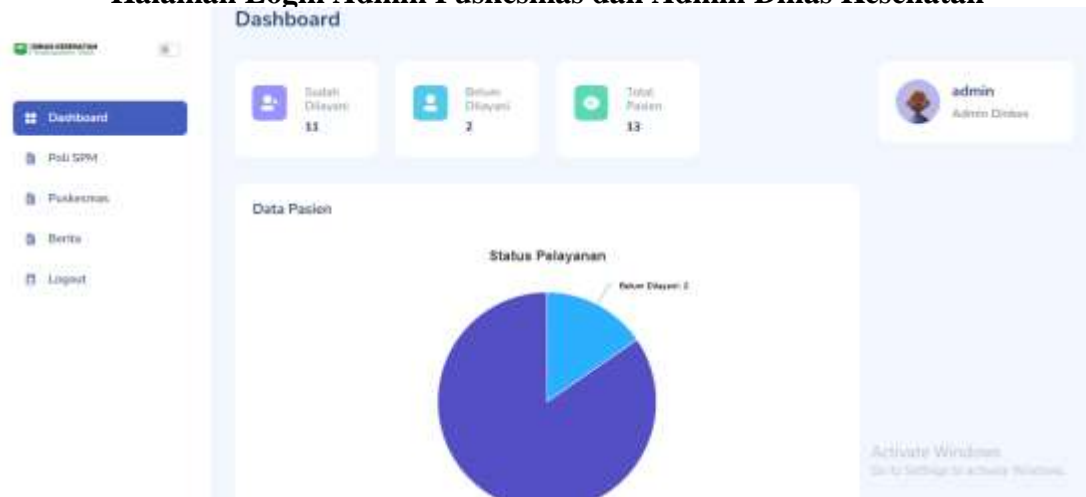 Halaman Login Admin Puskesmas dan Admin Dinas Kesehatan
Dashboard
DINAS KESEHATAN
Sudah
Dilayani
11
Belum
Dilayani
2
Total
Pasien
13
admin
Admin Dinkes
Dashboard
Poli SPM
Puskesmas
Berita
Logout
Data Pasien
Status Pelayanan
Belum Dilayani: 2
Activate Windows
Go to Settings to activate Windows.